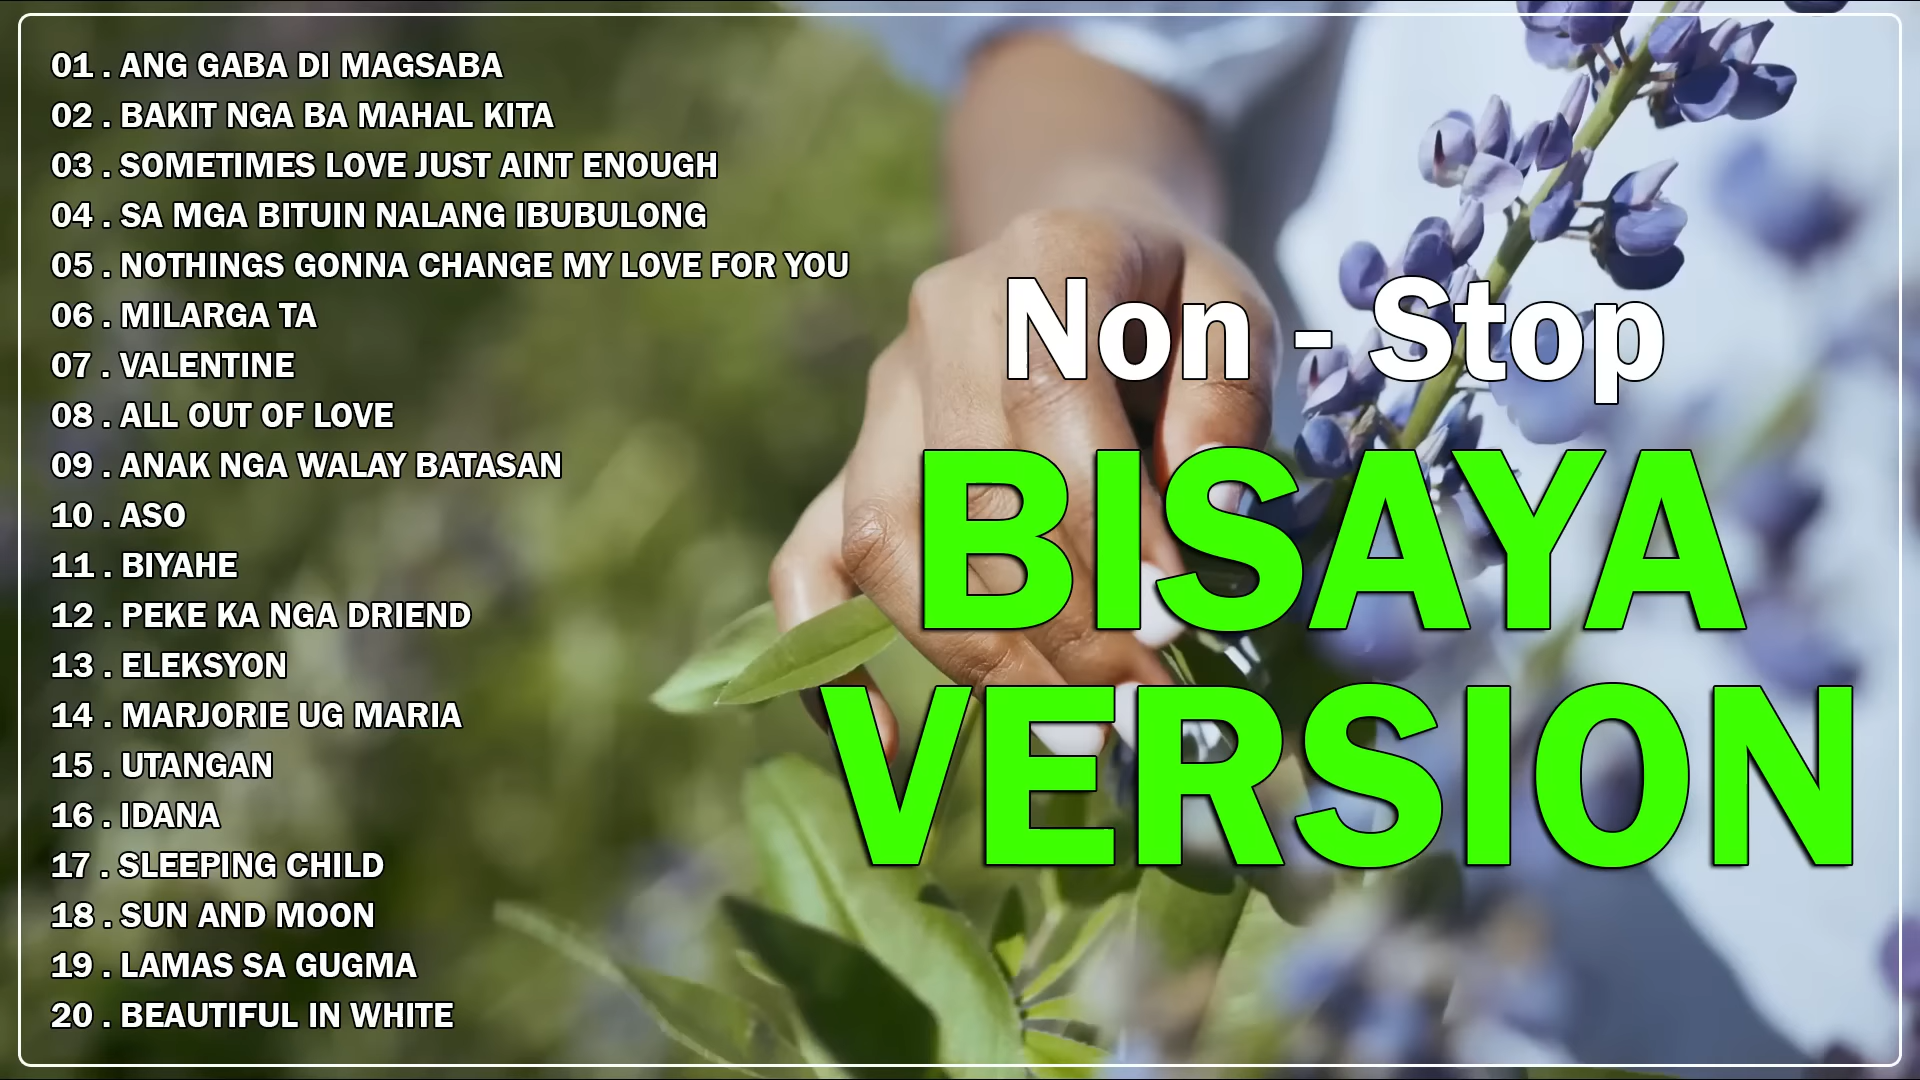 01 . ANG GABA DI MAGSABA
02 . BAKIT NGA BA MAHAL KITA
03 . SOMETIMES LOVE JUST AINT ENOUGH
04 . SA MGA BITUIN NALANG IBUBULONG
05 . NOTHINGS GONNA CHANGE MY LOVE FOR YOU
06 . MILARGA TA
07 . VALENTINE
08 . ALL OUT OF LOVE
09 . ANAK NGA WALAY BATASAN
10 . ASO
11 . BIYAHE
12 . PEKE KA NGA DRIEND
13 . ELEKSYON
14 . MARJORIE UG MARIA
15 . UTANGAN
16 . IDANA
17 . SLEEPING CHILD
18 . SUN AND MOON
19 . LAMAS SA GUGMA
20 . BEAUTIFUL IN WHITE
Non - Stop
BISAYA
VERSION